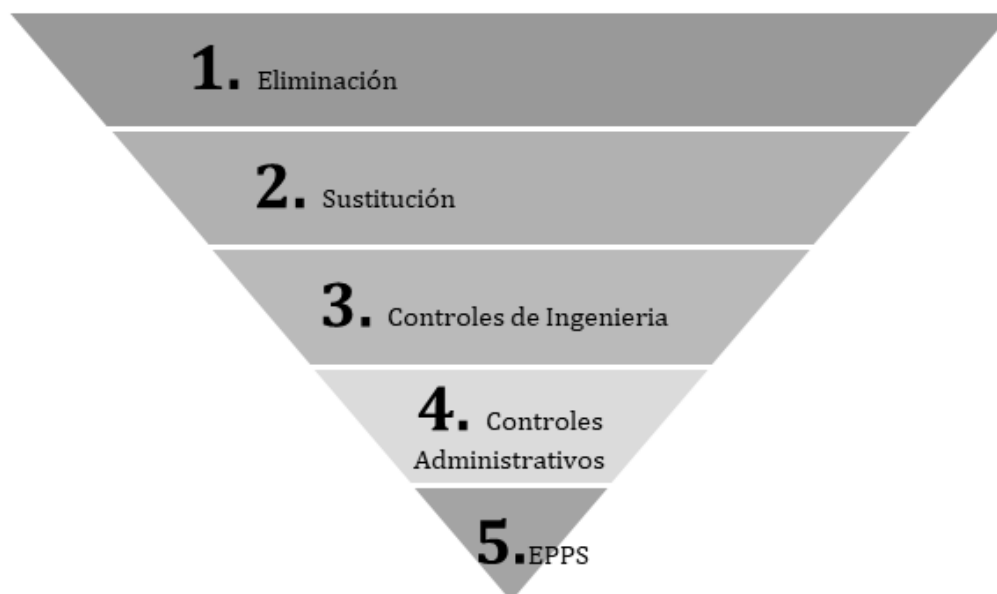 1. Eliminación
2. Sustitución
3. Controles de Ingenieria
4. Controles
Administrativos
5.EPPS